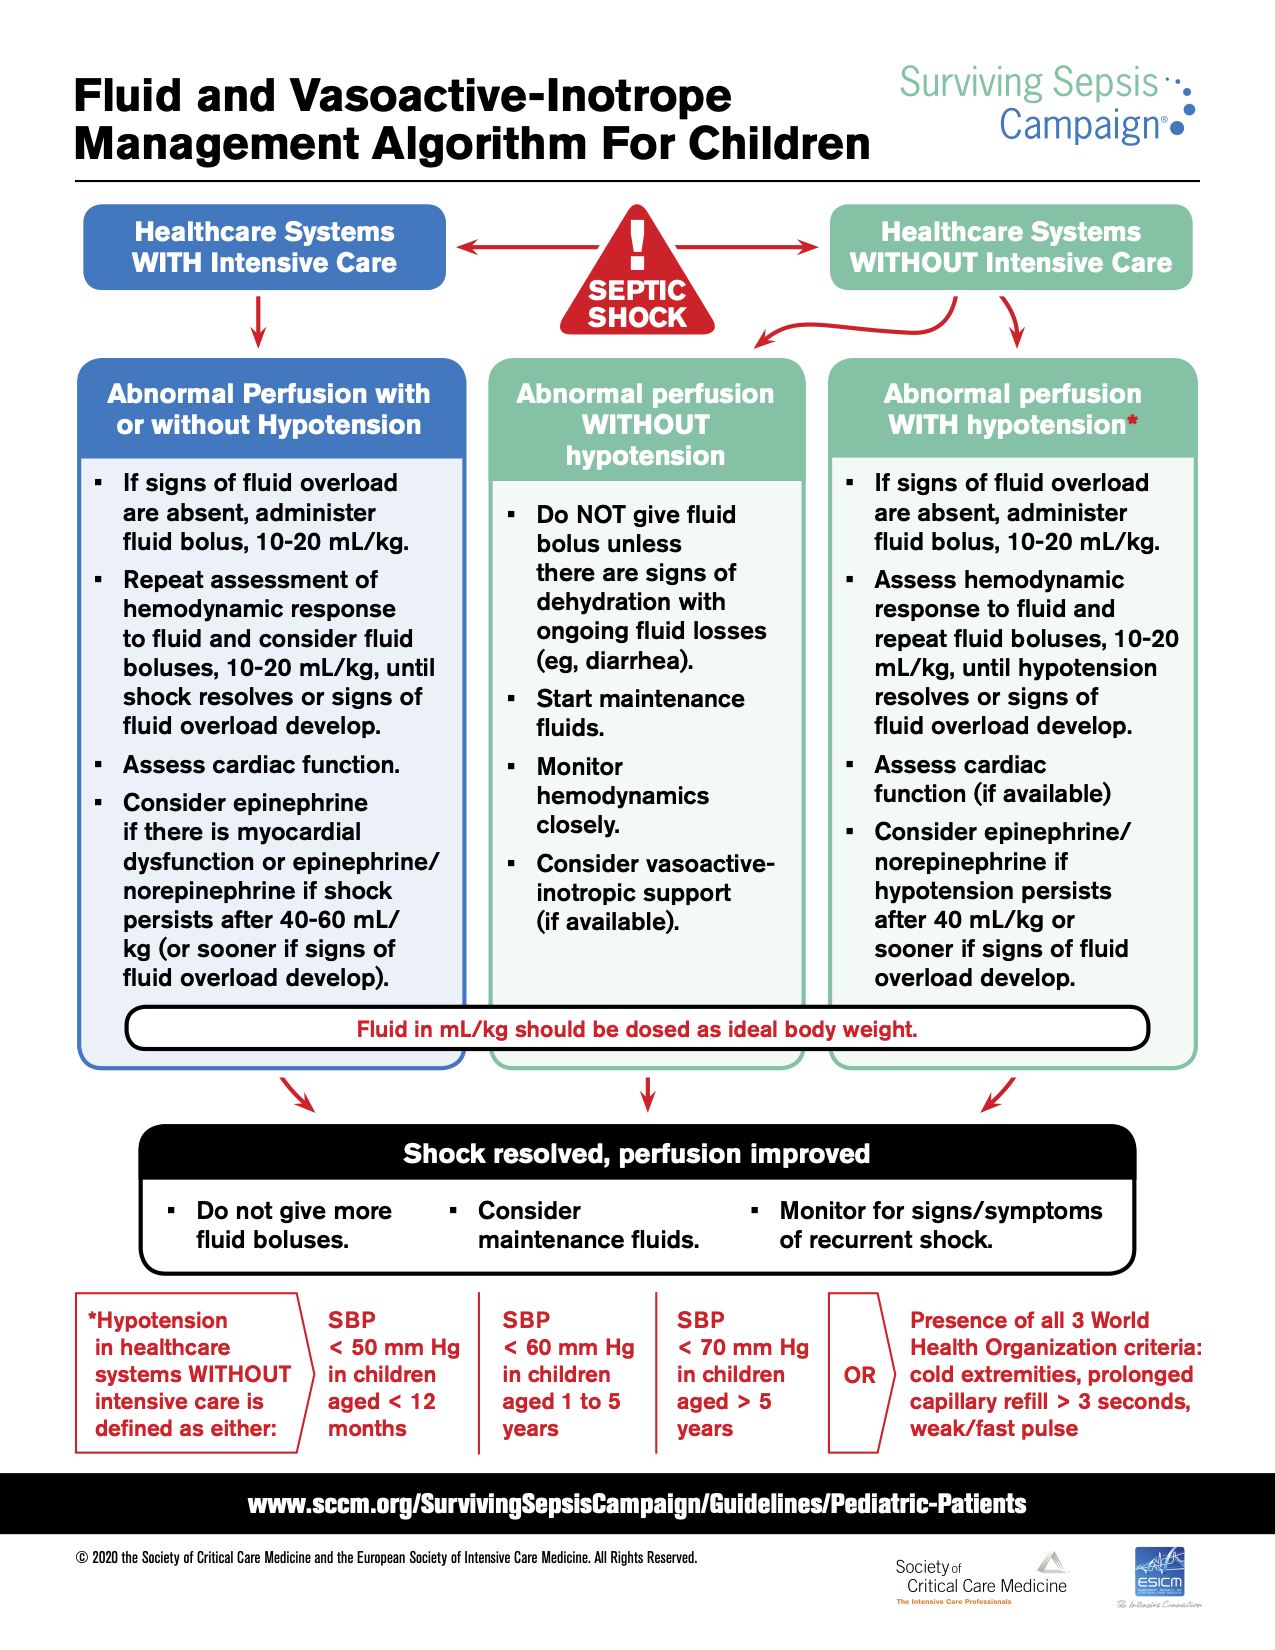 Fluid and Vasoactive-Inotrope
Management Algorithm For Children
Surviving Sepsis
Campaign®
Healthcare Systems
WITH Intensive Care
!
SEPTIC
SHOCK
Healthcare Systems
WITHOUT Intensive Care
Abnormal Perfusion with
or without Hypotension
▪ If signs of fluid overload
are absent, administer
fluid bolus, 10-20 mL/kg.
▪ Repeat assessment of
hemodynamic response
to fluid and consider fluid
boluses, 10-20 mL/kg, until
shock resolves or signs of
fluid overload develop.
▪ Assess cardiac function.
▪ Consider epinephrine
if there is myocardial
dysfunction or epinephrine/
norepinephrine if shock
persists after 40-60 mL/
kg (or sooner if signs of
fluid overload develop).
Abnormal perfusion
WITHOUT
hypotension
▪ Do NOT give fluid
bolus unless
there are signs of
dehydration with
ongoing fluid losses
(eg, diarrhea).
▪ Start maintenance
fluids.
▪ Monitor
hemodynamics
closely.
▪ Consider vasoactive-
inotropic support
(if available).
Abnormal perfusion
WITH hypotension*
▪ If signs of fluid overload
are absent, administer
fluid bolus, 10-20 mL/kg.
▪ Assess hemodynamic
response to fluid and
repeat fluid boluses, 10-20
mL/kg, until hypotension
resolves or signs of
fluid overload develop.
▪ Assess cardiac
function (if available)
▪ Consider epinephrine/
norepinephrine if
hypotension persists
after 40 mL/kg or
sooner if signs of fluid
overload develop.
Fluid in mL/kg should be dosed as ideal body weight.
Shock resolved, perfusion improved
▪ Do not give more
fluid boluses.
▪ Consider
maintenance fluids.
▪ Monitor for signs/symptoms
of recurrent shock.
*Hypotension
in healthcare
systems WITHOUT
intensive care is
defined as either:
SBP
< 50 mm Hg
in children
aged < 12
months
SBP
< 60 mm Hg
in children
aged 1 to 5
years
SBP
< 70 mm Hg
in children
aged > 5
years
OR
Presence of all 3 World
Health Organization criteria:
cold extremities, prolonged
capillary refill > 3 seconds,
weak/fast pulse
www.sccm.org/SurvivingSepsisCampaign/Guidelines/Pediatric-Patients
© 2020 the Society of Critical Care Medicine and the European Society of Intensive Care Medicine. All Rights Reserved.
Society of
Critical Care Medicine
The Intensive Care Professionals
ESICM
The Intensive Connection